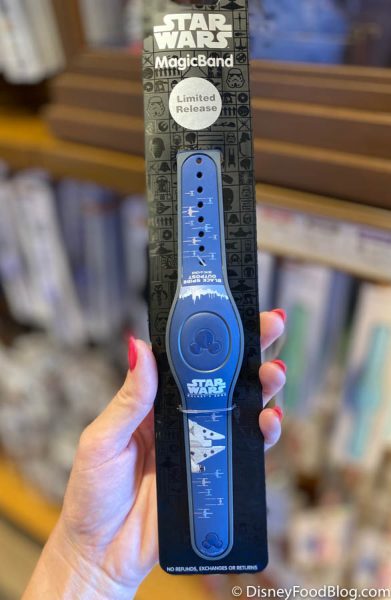 STAR
WARS
MagicBand
Limited
Release
BLACK SPIRE
OUTPOST
BATUU
STAR
WARS
GALAXY'S EDGE
NO REFUNDS, EXCHANGES OR RETURNS
©DisneyFoodBlog.com